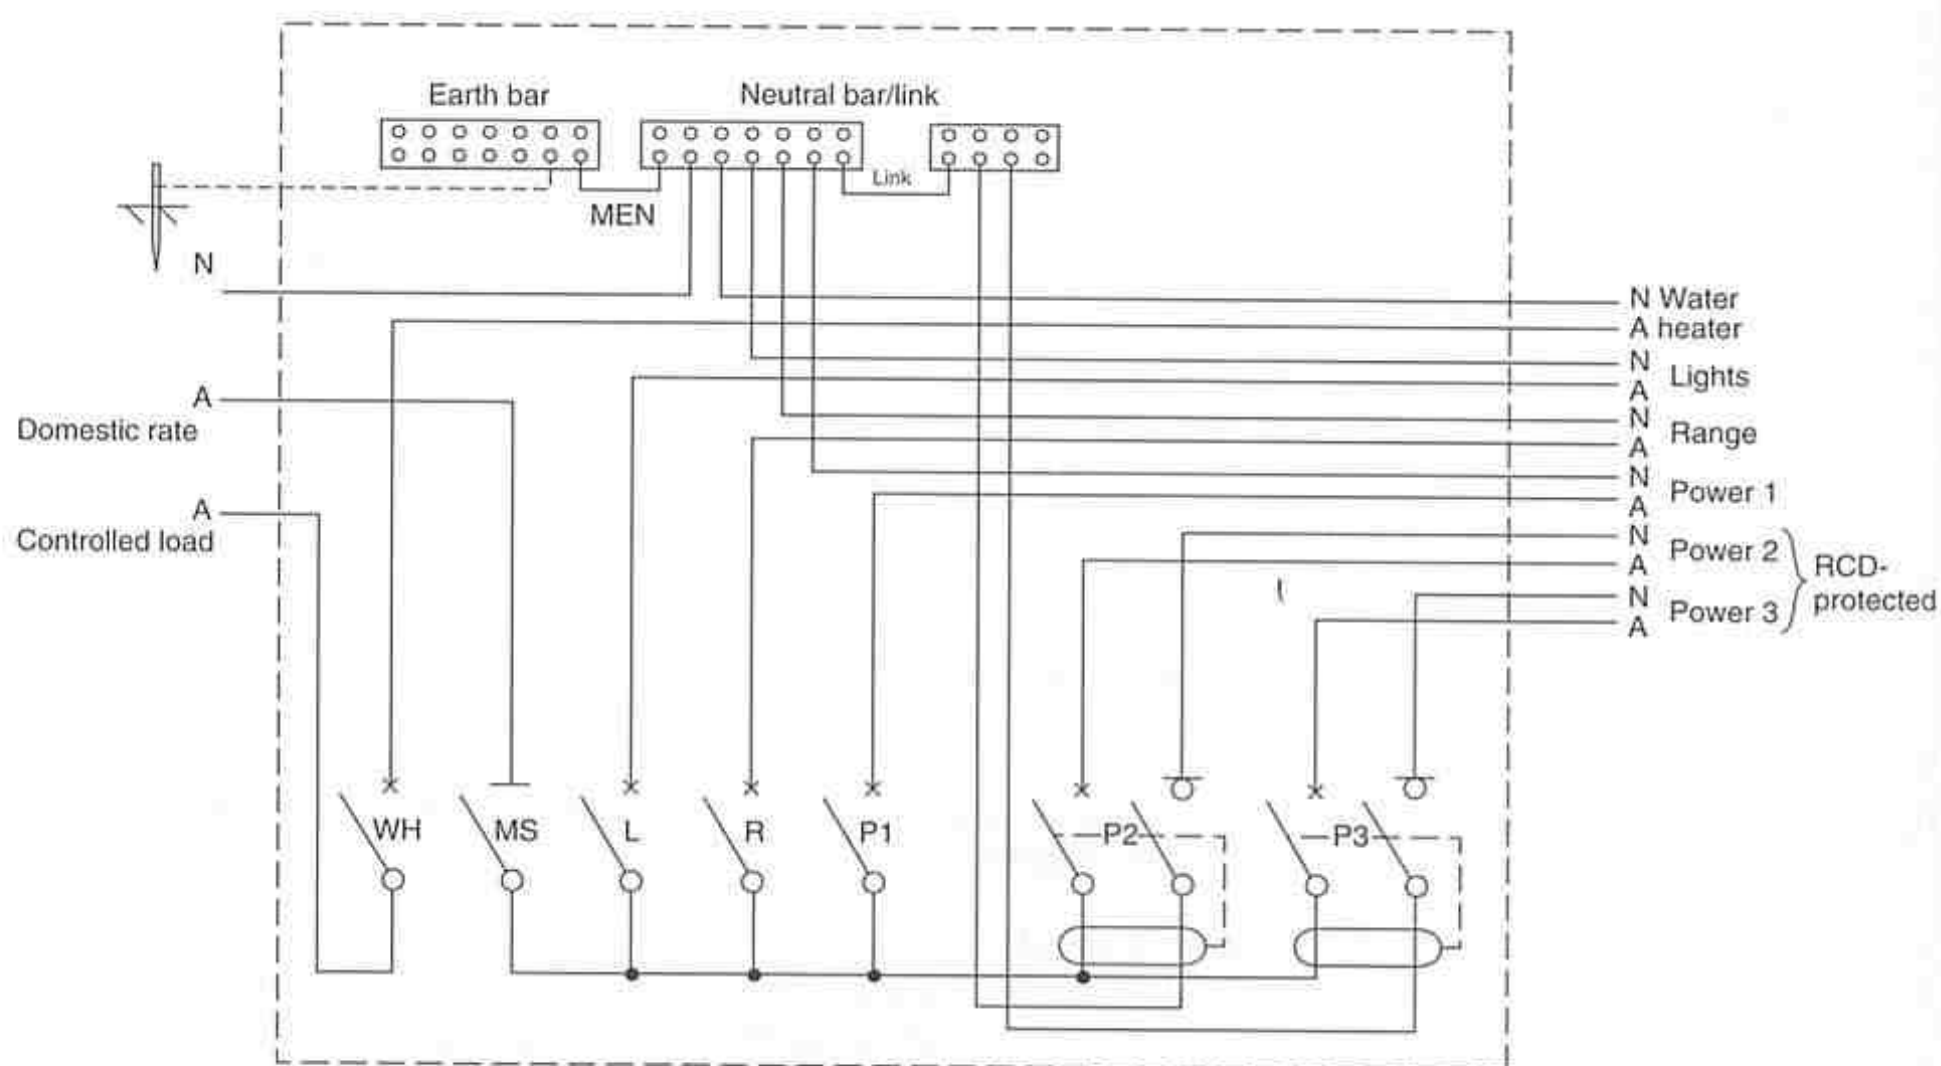 Earth bar
Neutral bar/link
Link
MEN
N
N Water
A heater
N
Lights
A
A
Domestic rate
N
Range
A
N
Power 1
A
A
Controlled load
N
Power 2
A
RCD-
protected
N
Power 3
A
WH
MS
L
R
P1
P2
P3